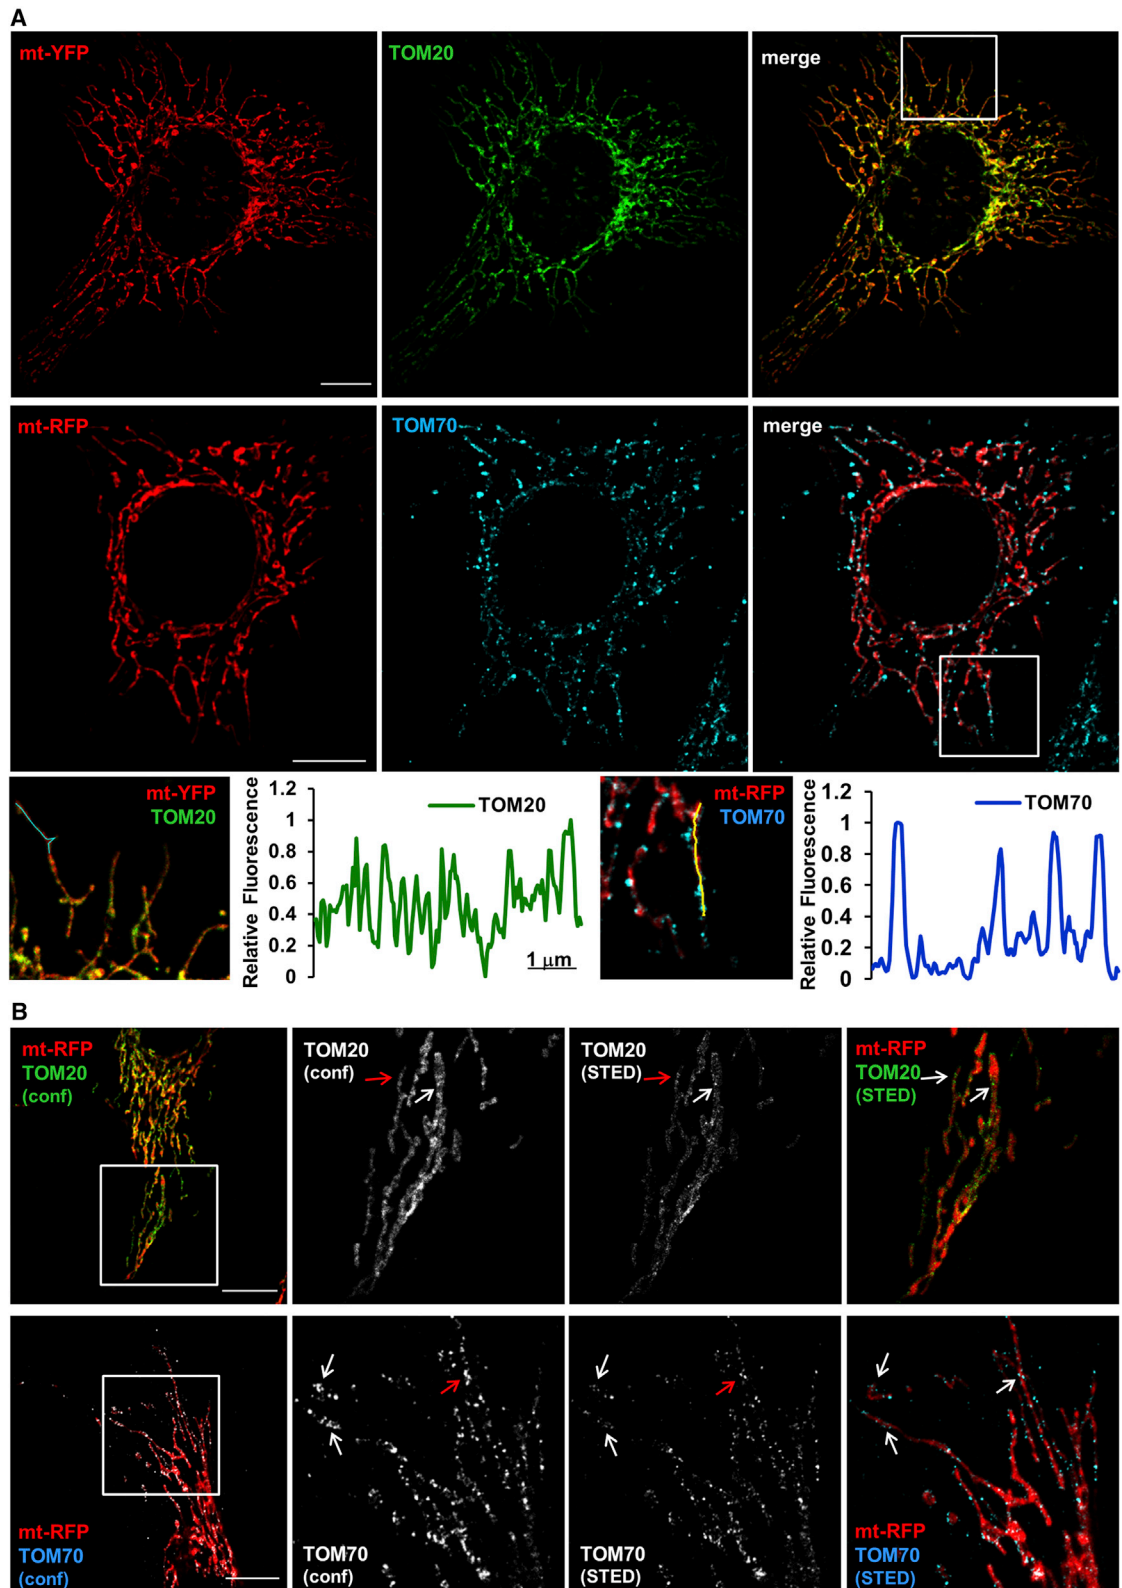 A
mt-YFP
TOM20
merge
mt-RFP
TOM70
merge
mt-YFP
TOM20
Relative Fluorescence
1.2
1
0.8
0.6
0.4
0.2
0
TOM20
1 µm
mt-RFP
TOM70
Relative Fluorescence
1.2
1
0.8
0.6
0.4
0.2
0
TOM70
B
mt-RFP
TOM20
(conf)
TOM20
(conf)
TOM20
(STED)
mt-RFP
TOM20
(STED)
mt-RFP
TOM70
(conf)
TOM70
(conf)
TOM70
(STED)
mt-RFP
TOM70
(STED)